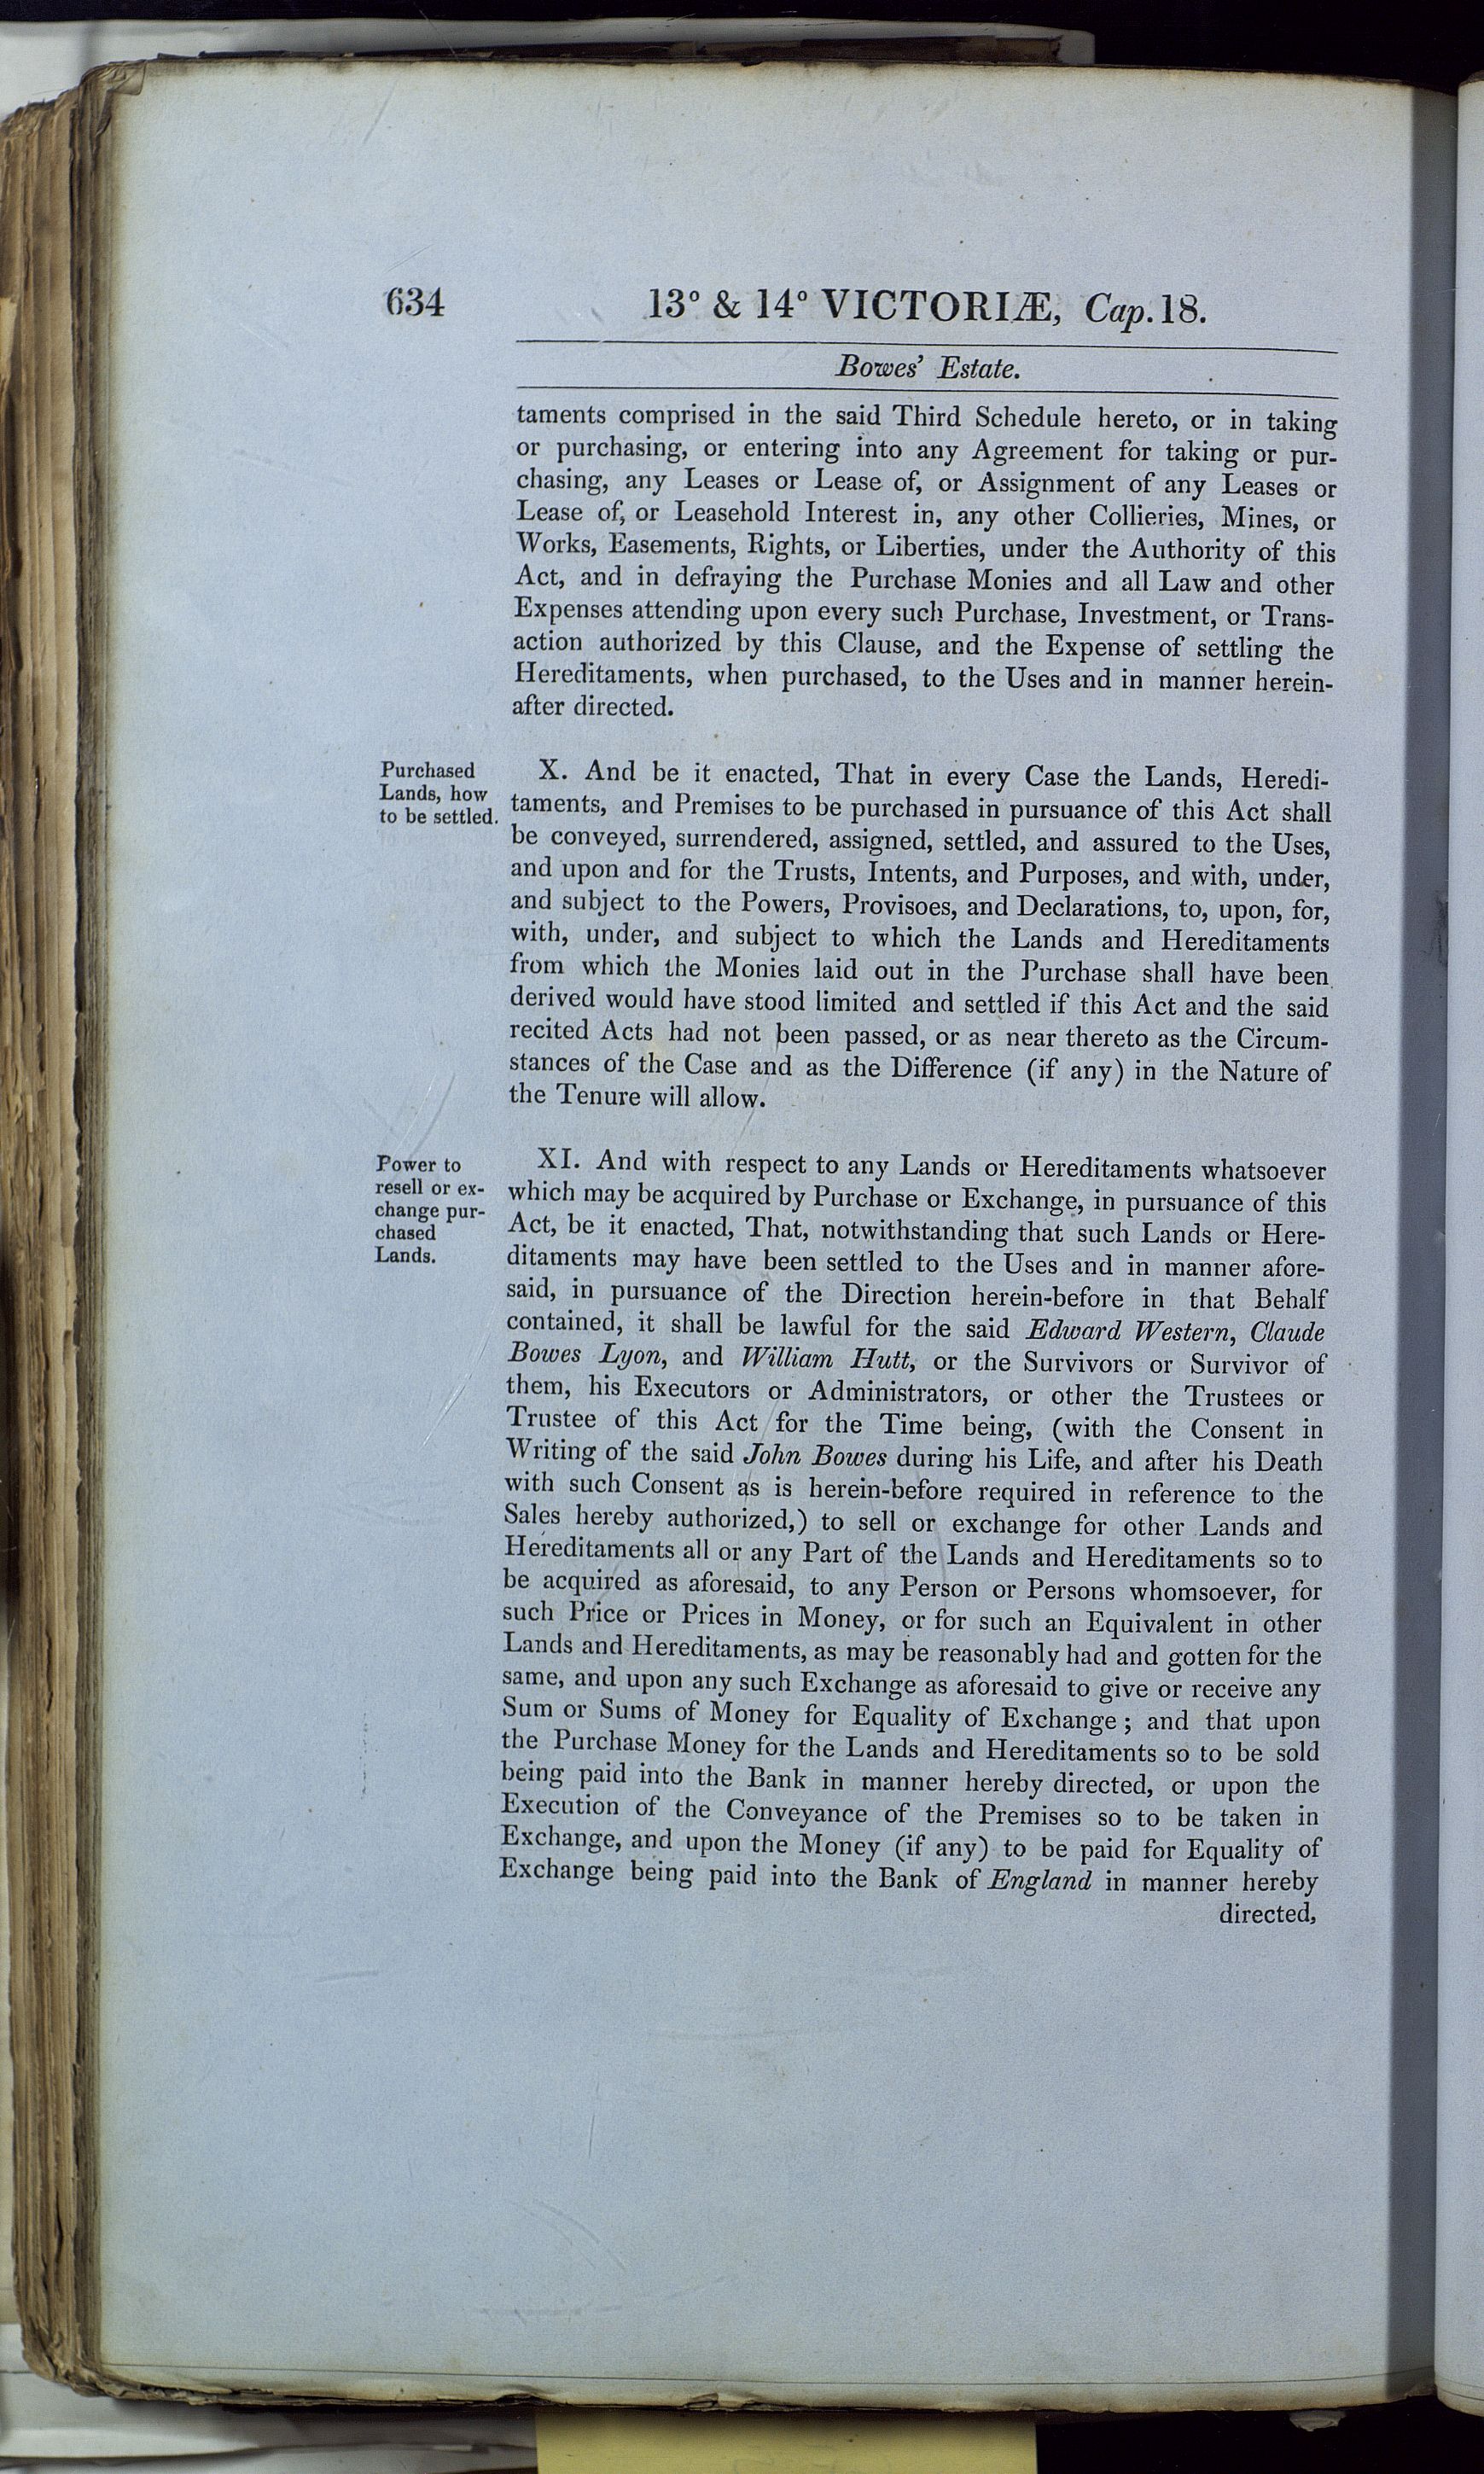 634
13° & 14° VICTORIÆ, Cap. 18.
Bowes' Estate.
taments comprised in the said Third Schedule hereto, or in taking
or purchasing, or entering into any Agreement for taking or pur-
chasing, any Leases or Lease of, or Assignment of any Leases or
Lease of, or Leasehold Interest in, any other Collieries, Mines, or
Works, Easements, Rights, or Liberties, under the Authority of this
Act, and in defraying the Purchase Monies and all Law and other
Expenses attending upon every such Purchase, Investment, or Trans-
action authorized by this Clause, and the Expense of settling the
Hereditaments, when purchased, to the Uses and in manner herein-
after directed.
Purchased
Lands, how
to be settled.
X. And be it enacted, That in every Case the Lands, Heredi-
taments, and Premises to be purchased in pursuance of this Act shall
be conveyed, surrendered, assigned, settled, and assured to the Uses,
and upon and for the Trusts, Intents, and Purposes, and with, under,
and subject to the Powers, Provisoes, and Declarations, to, upon, for,
with, under, and subject to which the Lands and Hereditaments
from which the Monies laid out in the Purchase shall have been
derived would have stood limited and settled if this Act and the said
recited Acts had not been passed, or as near thereto as the Circum-
stances of the Case and as the Difference (if any) in the Nature of
the Tenure will allow.
Power to
resell or ex-
change pur-
chased
Lands.
XI. And with respect to any Lands or Hereditaments whatsoever
which may be acquired by Purchase or Exchange, in pursuance of this
Act, be it enacted, That, notwithstanding that such Lands or Here-
ditaments may have been settled to the Uses and in manner afore-
said, in pursuance of the Direction herein-before in that Behalf
contained, it shall be lawful for the said Edward Western, Claude
Bowes Lyon, and William Hutt, or the Survivors or Survivor of
them, his Executors or Administrators, or other the Trustees or
Trustee of this Act for the Time being, (with the Consent in
Writing of the said John Bowes during his Life, and after his Death
with such Consent as is herein-before required in reference to the
Sales hereby authorized,) to sell or exchange for other Lands and
Hereditaments all or any Part of the Lands and Hereditaments so to
be acquired as aforesaid, to any Person or Persons whomsoever, for
such Price or Prices in Money, or for such an Equivalent in other
Lands and Hereditaments, as may be reasonably had and gotten for the
same, and upon any such Exchange as aforesaid to give or receive any
Sum or Sums of Money for Equality of Exchange; and that upon
the Purchase Money for the Lands and Hereditaments so to be sold
being paid into the Bank in manner hereby directed, or upon the
Execution of the Conveyance of the Premises so to be taken in
Exchange, and upon the Money (if any) to be paid for Equality of
Exchange being paid into the Bank of England in manner hereby
directed,